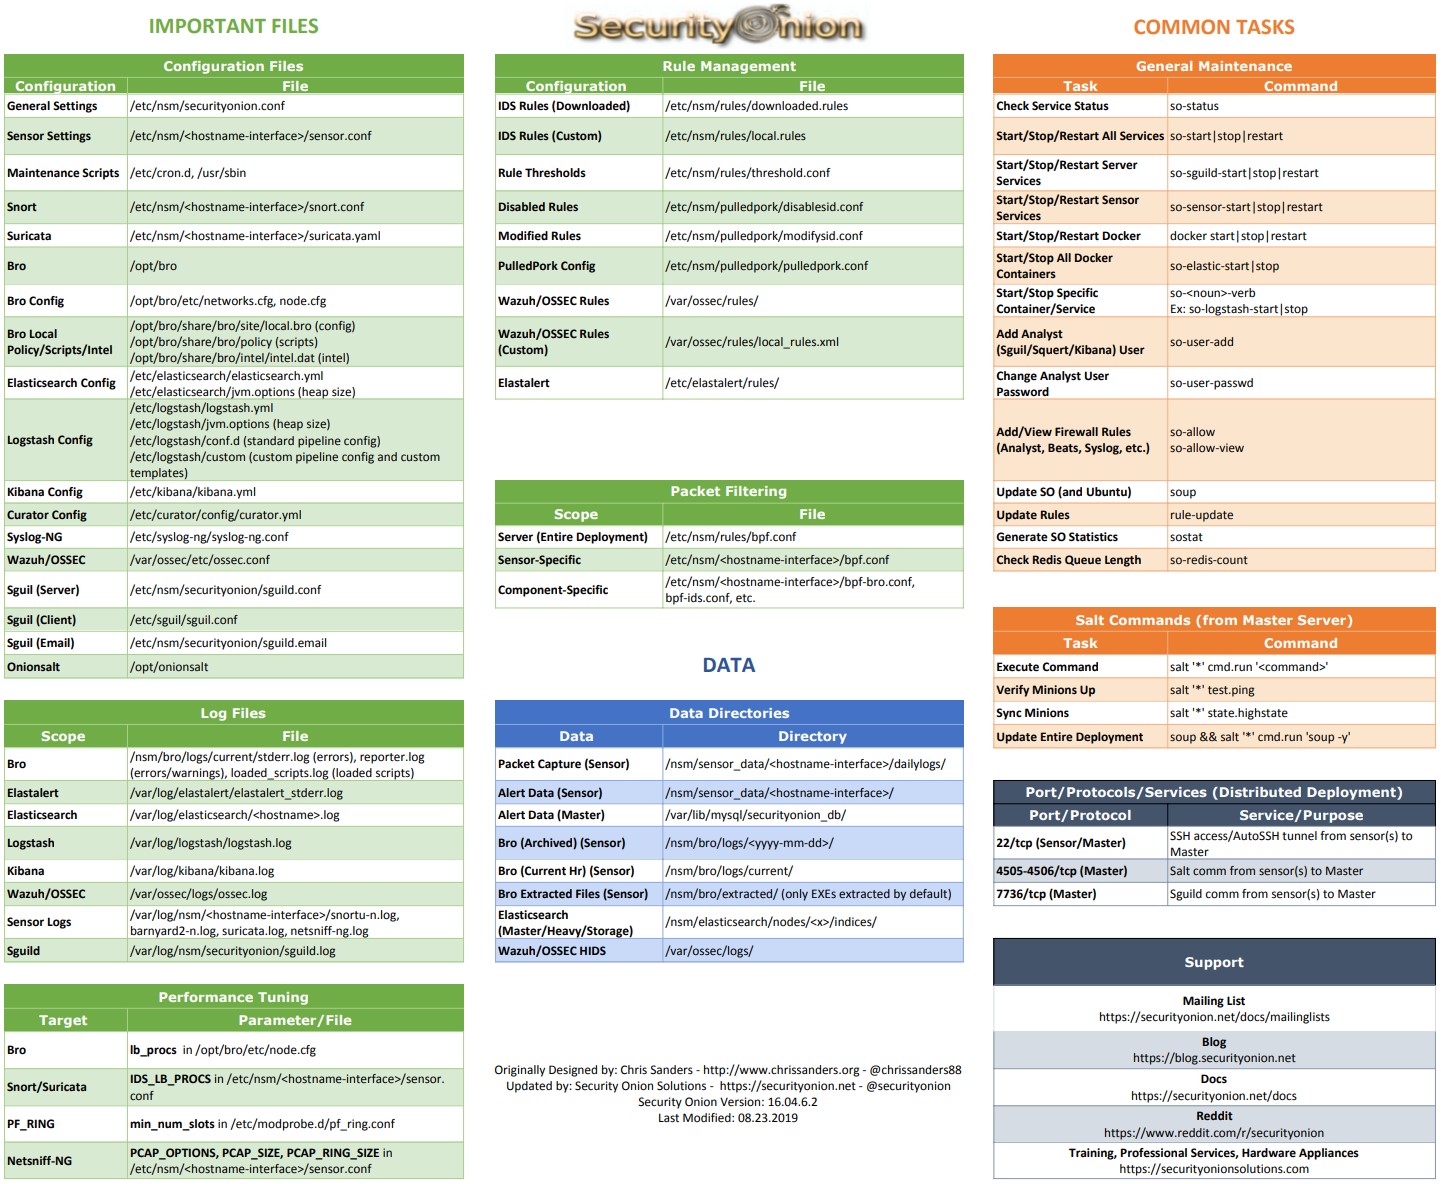 IMPORTANT FILES
Configuration Files
Configuration File
General Settings /etc/nsm/securityonion.conf
Sensor Settings /etc/nsm/<hostname-interface>/sensor.conf
Maintenance Scripts /etc/cron.d, /usr/sbin
Snort /etc/nsm/<hostname-interface>/snort.conf
Suricata /etc/nsm/<hostname-interface>/suricata.yaml
Bro /opt/bro
Bro Config /opt/bro/etc/networks.cfg, node.cfg
Bro Local
Policy/Scripts/Intel
/opt/bro/share/bro/site/local.bro (config)
/opt/bro/share/bro/policy (scripts)
/opt/bro/share/bro/intel/intel.dat (intel)
Elasticsearch Config
/etc/elasticsearch/elasticsearch.yml
/etc/elasticsearch/jvm.options (heap size)
Logstash Config
/etc/logstash/logstash.yml
/etc/logstash/jvm.options (heap size)
/etc/logstash/conf.d (standard pipeline config)
/etc/logstash/custom (custom pipeline config and custom
templates)
Kibana Config /etc/kibana/kibana.yml
Curator Config /etc/curator/config/curator.yml
Syslog-NG /etc/syslog-ng/syslog-ng.conf
Wazuh/OSSEC /var/ossec/etc/ossec.conf
Sguil (Server) /etc/nsm/securityonion/sguild.conf
Sguil (Client) /etc/sguil/sguil.conf
Sguil (Email) /etc/nsm/securityonion/sguild.email
Onionsalt /opt/onionsalt
Log Files
Scope File
Bro
/nsm/bro/logs/current/stderr.log (errors), reporter.log
(errors/warnings), loaded_scripts.log (loaded scripts)
Elastalert /var/log/elastalert/elastalert_stderr.log
Elasticsearch /var/log/elasticsearch/<hostname>.log
Logstash /var/log/logstash/logstash.log
Kibana /var/log/kibana/kibana.log
Wazuh/OSSEC /var/ossec/logs/ossec.log
Sensor Logs
/var/log/nsm/<hostname-interface>/snortu-n.log,
barnyard2-n.log, suricata.log, netsniff-ng.log
Sguild /var/log/nsm/securityonion/sguild.log
Performance Tuning
Target Parameter/File
Bro lb_procs in /opt/bro/etc/node.cfg
Snort/Suricata
IDS_LB_PROCS in /etc/nsm/<hostname-interface>/sensor.
conf
PF_RING min_num_slots in /etc/modprobe.d/pf_ring.conf
Netsniff-NG
PCAP_OPTIONS, PCAP_SIZE, PCAP_RING_SIZE in
/etc/nsm/<hostname-interface>/sensor.conf
SecurityOnion
Rule Management
Configuration File
IDS Rules (Downloaded) /etc/nsm/rules/downloaded.rules
IDS Rules (Custom) /etc/nsm/rules/local.rules
Rule Thresholds /etc/nsm/rules/threshold.conf
Disabled Rules /etc/nsm/pulledpork/disablesid.conf
Modified Rules /etc/nsm/pulledpork/modifysid.conf
PulledPork Config /etc/nsm/pulledpork/pulledpork.conf
Wazuh/OSSEC Rules /var/ossec/rules/
Wazuh/OSSEC Rules
(Custom)
/var/ossec/rules/local_rules.xml
Elastalert /etc/elastalert/rules/
Packet Filtering
Scope File
Server (Entire Deployment) /etc/nsm/rules/bpf.conf
Sensor-Specific /etc/nsm/<hostname-interface>/bpf.conf
Component-Specific
/etc/nsm/<hostname-interface>/bpf-bro.conf,
bpf-ids.conf, etc.
DATA
Data Directories
Data Directory
Packet Capture (Sensor) /nsm/sensor_data/<hostname-interface>/dailylogs/
Alert Data (Sensor) /nsm/sensor_data/<hostname-interface>/
Alert Data (Master) /var/lib/mysql/securityonion_db/
Bro (Archived) (Sensor) /nsm/bro/logs/<yyyy-mm-dd>/
Bro (Current Hr) (Sensor) /nsm/bro/logs/current/
Bro Extracted Files (Sensor) /nsm/bro/extracted/ (only EXEs extracted by default)
Elasticsearch
(Master/Heavy/Storage)
/nsm/elasticsearch/nodes/<x>/indices/
Wazuh/OSSEC HIDS /var/ossec/logs/
Originally Designed by: Chris Sanders - http://www.chrissanders.org - @chrissanders88
Updated by: Security Onion Solutions - https://securityonion.net - @securityonion
Security Onion Version: 16.04.6.2
Last Modified: 08.23.2019
COMMON TASKS
General Maintenance
Task Command
Check Service Status so-status
Start/Stop/Restart All Services so-start|stop|restart
Start/Stop/Restart Server
Services
so-sguild-start|stop|restart
Start/Stop/Restart Sensor
Services
so-sensor-start|stop|restart
Start/Stop/Restart Docker docker start|stop|restart
Start/Stop All Docker
Containers
so-elastic-start|stop
Start/Stop Specific
Container/Service
so-<noun>-verb
Ex: so-logstash-start|stop
Add Analyst
(Sguil/Squert/Kibana) User
so-user-add
Change Analyst User
Password
so-user-passwd
Add/View Firewall Rules
(Analyst, Beats, Syslog, etc.)
so-allow
so-allow-view
Update SO (and Ubuntu) soup
Update Rules rule-update
Generate SO Statistics sostat
Check Redis Queue Length so-redis-count
Salt Commands (from Master Server)
Task Command
Execute Command salt '*' cmd.run '<command>'
Verify Minions Up salt '*' test.ping
Sync Minions salt '*' state.highstate
Update Entire Deployment soup && salt '*' cmd.run 'soup -y'
Port/Protocols/Services (Distributed Deployment)
Port/Protocol Service/Purpose
22/tcp (Sensor/Master)
SSH access/AutoSSH tunnel from sensor(s) to
Master
4505-4506/tcp (Master) Salt comm from sensor(s) to Master
7736/tcp (Master) Sguild comm from sensor(s) to Master
Support
Mailing List
https://securityonion.net/docs/mailinglists
Blog
https://blog.securityonion.net
Docs
https://securityonion.net/docs
Reddit
https://www.reddit.com/r/securityonion
Training, Professional Services, Hardware Appliances
https://securityonionsolutions.com